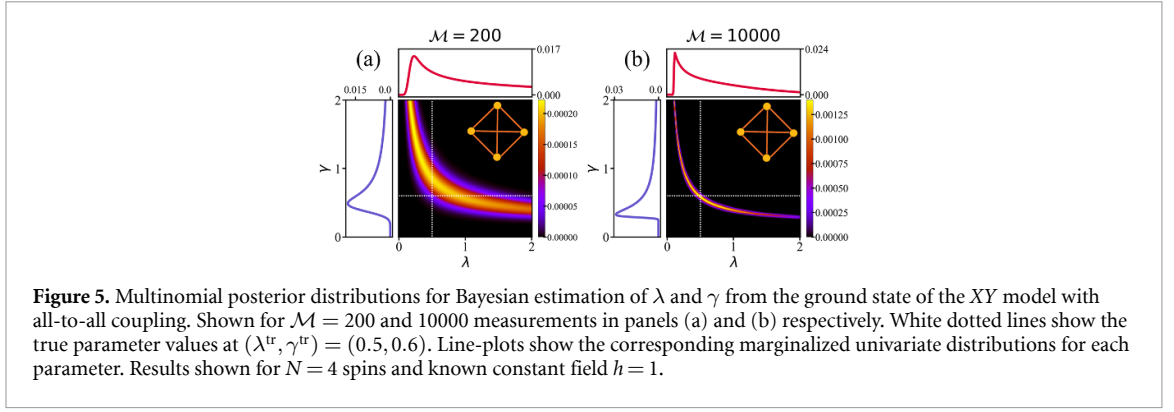 ℳ = 200
ℳ = 10000
(a)
0.017
0.000
(b)
0.024
0.000
0.015 0.0
0.03 0.0
2
1
0
γ
0.00020
0.00015
0.00010
0.00005
0.00000
2
1
0
γ
0.00125
0.00100
0.00075
0.00050
0.00025
0.00000
0 1 2
λ
0 1 2
λ
Figure 5. Multinomial posterior distributions for Bayesian estimation of λ and γ from the ground state of the XY model with
all-to-all coupling. Shown for ℳ = 200 and 10000 measurements in panels (a) and (b) respectively. White dotted lines show the
true parameter values at (λᵗʳ, γᵗʳ) = (0.5, 0.6). Line-plots show the corresponding marginalized univariate distributions for each
parameter. Results shown for N = 4 spins and known constant field h = 1.